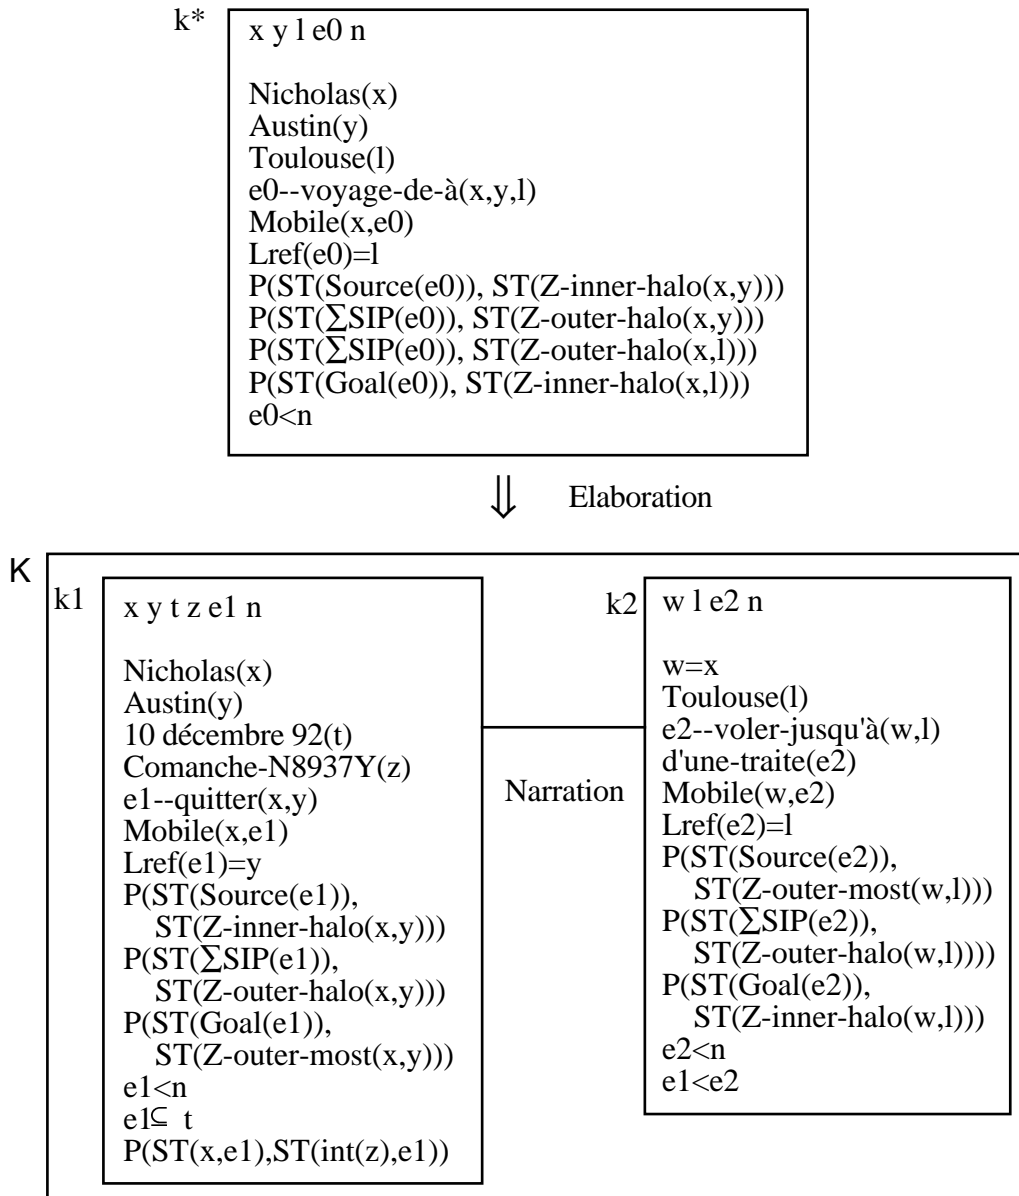 k*
x y l e0 n
Nicholas(x)
Austin(y)
Toulouse(l)
e0--voyage-de-à(x,y,l)
Mobile(x,e0)
Lref(e0)=l
P(ST(Source(e0)), ST(Z-inner-halo(x,y)))
P(ST(∑SIP(e0)), ST(Z-outer-halo(x,y)))
P(ST(∑SIP(e0)), ST(Z-outer-halo(x,l)))
P(ST(Goal(e0)), ST(Z-inner-halo(x,l)))
e0<n
⇓ Elaboration
K
k1
x y t z e1 n
Nicholas(x)
Austin(y)
10 décembre 92(t)
Comanche-N8937Y(z)
e1--quitter(x,y)
Mobile(x,e1)
Lref(e1)=y
P(ST(Source(e1)),
ST(Z-inner-halo(x,y)))
P(ST(∑SIP(e1)),
ST(Z-outer-halo(x,y)))
P(ST(Goal(e1)),
ST(Z-outer-most(x,y)))
e1<n
e1⊆ t
P(ST(x,e1),ST(int(z),e1))
Narration
k2
w l e2 n
w=x
Toulouse(l)
e2--voler-jusqu'à(w,l)
d'une-traite(e2)
Mobile(w,e2)
Lref(e2)=l
P(ST(Source(e2)),
ST(Z-outer-most(w,l)))
P(ST(∑SIP(e2)),
ST(Z-outer-halo(w,l))))
P(ST(Goal(e2)),
ST(Z-inner-halo(w,l)))
e2<n
e1<e2